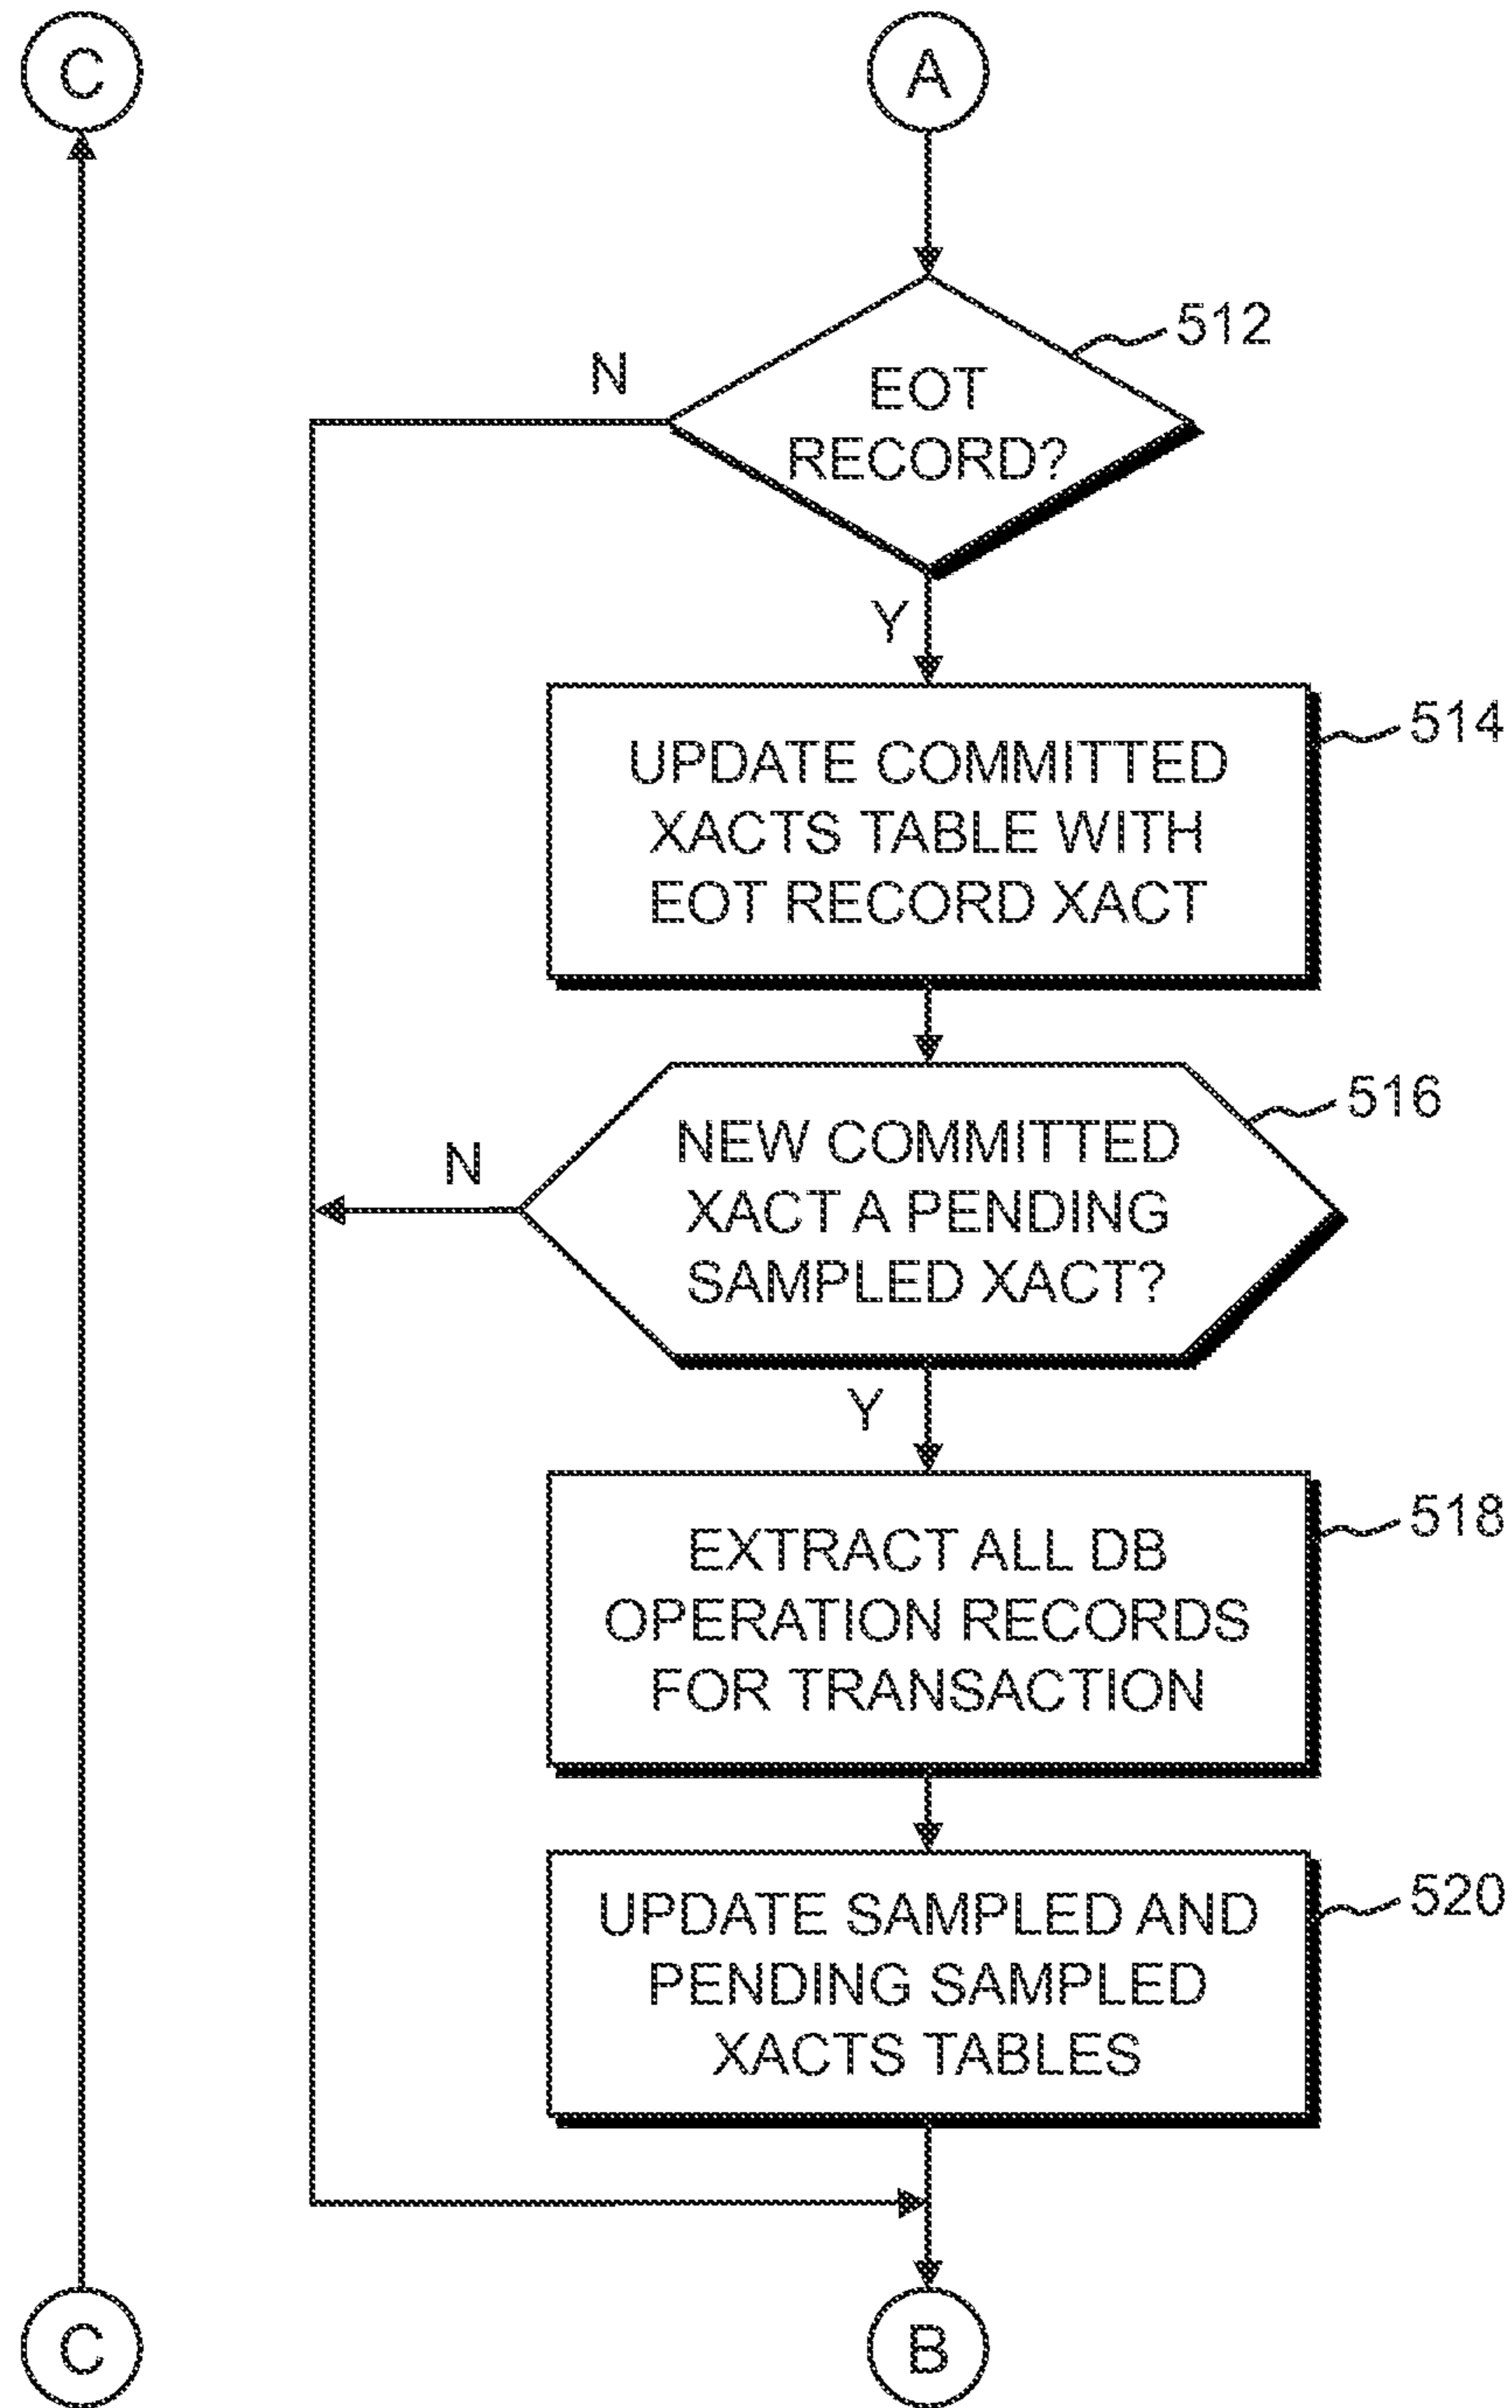 C
A
512
N
EOT
RECORD?
Y
514
UPDATE COMMITTED
XACTS TABLE WITH
EOT RECORD XACT
516
N
NEW COMMITTED
XACT A PENDING
SAMPLED XACT?
Y
518
EXTRACT ALL DB
OPERATION RECORDS
FOR TRANSACTION
520
UPDATE SAMPLED AND
PENDING SAMPLED
XACTS TABLES
C
B